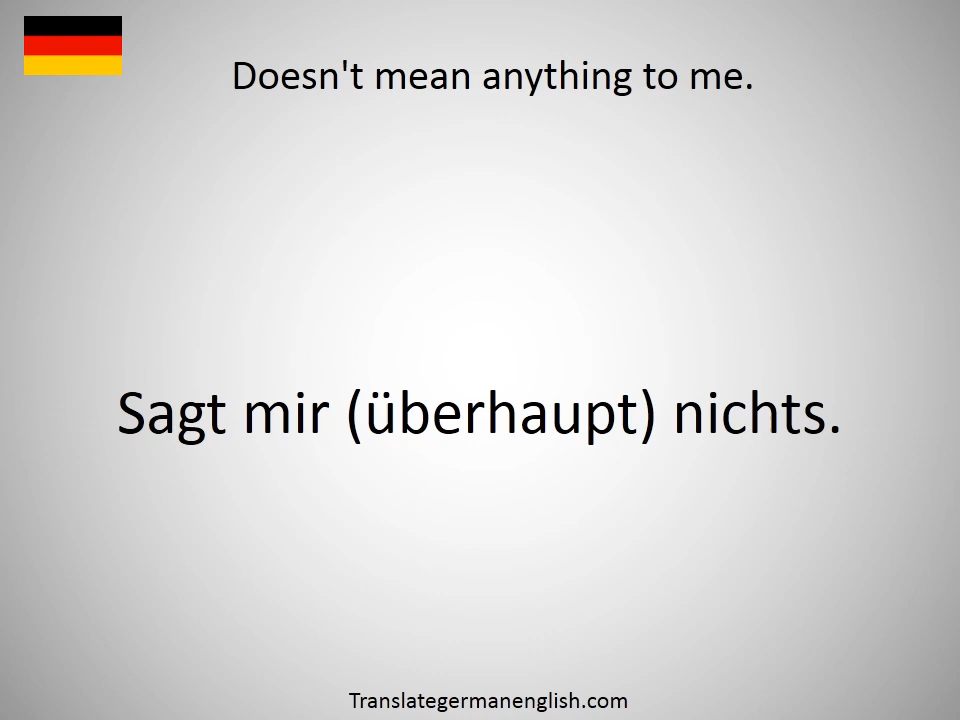 Doesn't mean anything to me.
Sagt mir (überhaupt) nichts.
Translategermanenglish.com